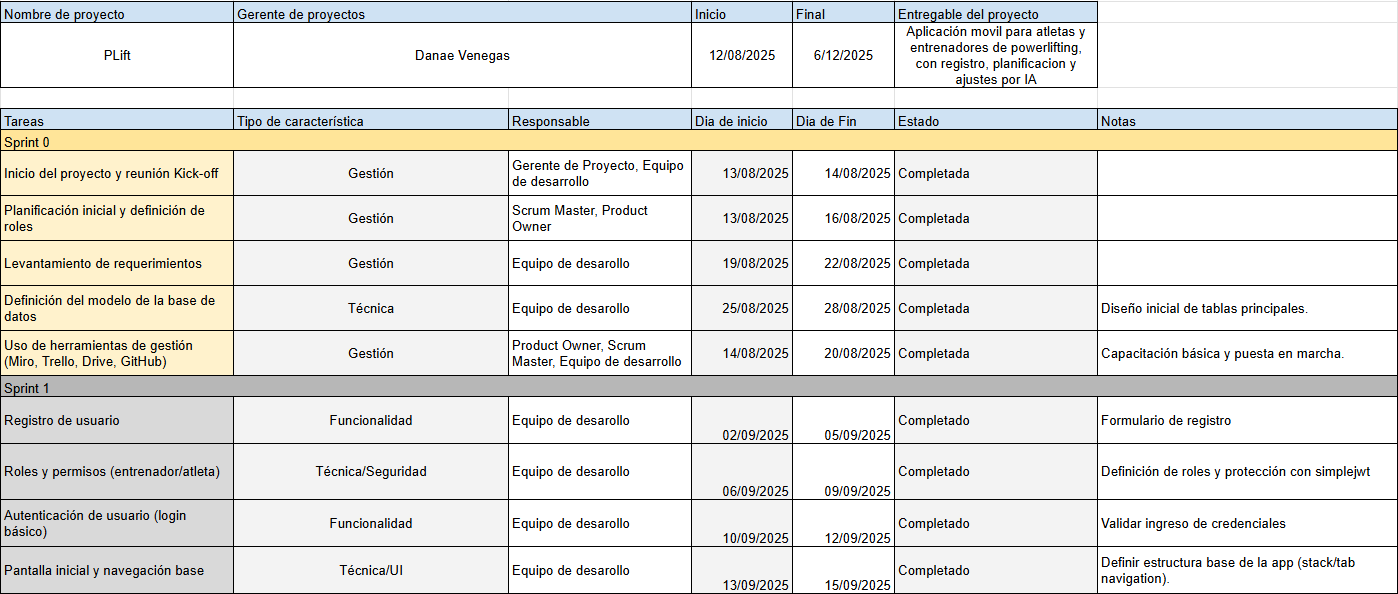 Nombre de proyecto Gerente de proyectos Inicio Final Entregable del proyecto
PLift Danae Venegas 12/08/2025 6/12/2025 Aplicación movil para atletas y
entrenadores de powerlifting,
con registro, planificacion y
ajustes por IA
Tareas Tipo de característica Responsable Dia de inicio Dia de Fin Estado Notas
Sprint 0
Inicio del proyecto y reunión Kick-off Gestión Gerente de Proyecto, Equipo
de desarrollo 13/08/2025 14/08/2025 Completada
Planificación inicial y definición de
roles Gestión Scrum Master, Product
Owner 13/08/2025 16/08/2025 Completada
Levantamiento de requerimientos Gestión Equipo de desarollo 19/08/2025 22/08/2025 Completada
Definición del modelo de la base de
datos Técnica Equipo de desarollo 25/08/2025 28/08/2025 Completada Diseño inicial de tablas principales.
Uso de herramientas de gestión
(Miro, Trello, Drive, GitHub) Gestión Product Owner, Scrum
Master, Equipo de desarrollo 14/08/2025 20/08/2025 Completada Capacitación básica y puesta en marcha.
Sprint 1
Registro de usuario Funcionalidad Equipo de desarollo 02/09/2025 05/09/2025 Completado Formulario de registro
Roles y permisos (entrenador/atleta) Técnica/Seguridad Equipo de desarollo 06/09/2025 09/09/2025 Completado Definición de roles y protección con simplejwt
Autenticación de usuario (login
básico) Funcionalidad Equipo de desarollo 10/09/2025 12/09/2025 Completado Validar ingreso de credenciales
Pantalla inicial y navegación base Técnica/UI Equipo de desarollo 13/09/2025 15/09/2025 Completado Definir estructura base de la app (stack/tab
navigation).